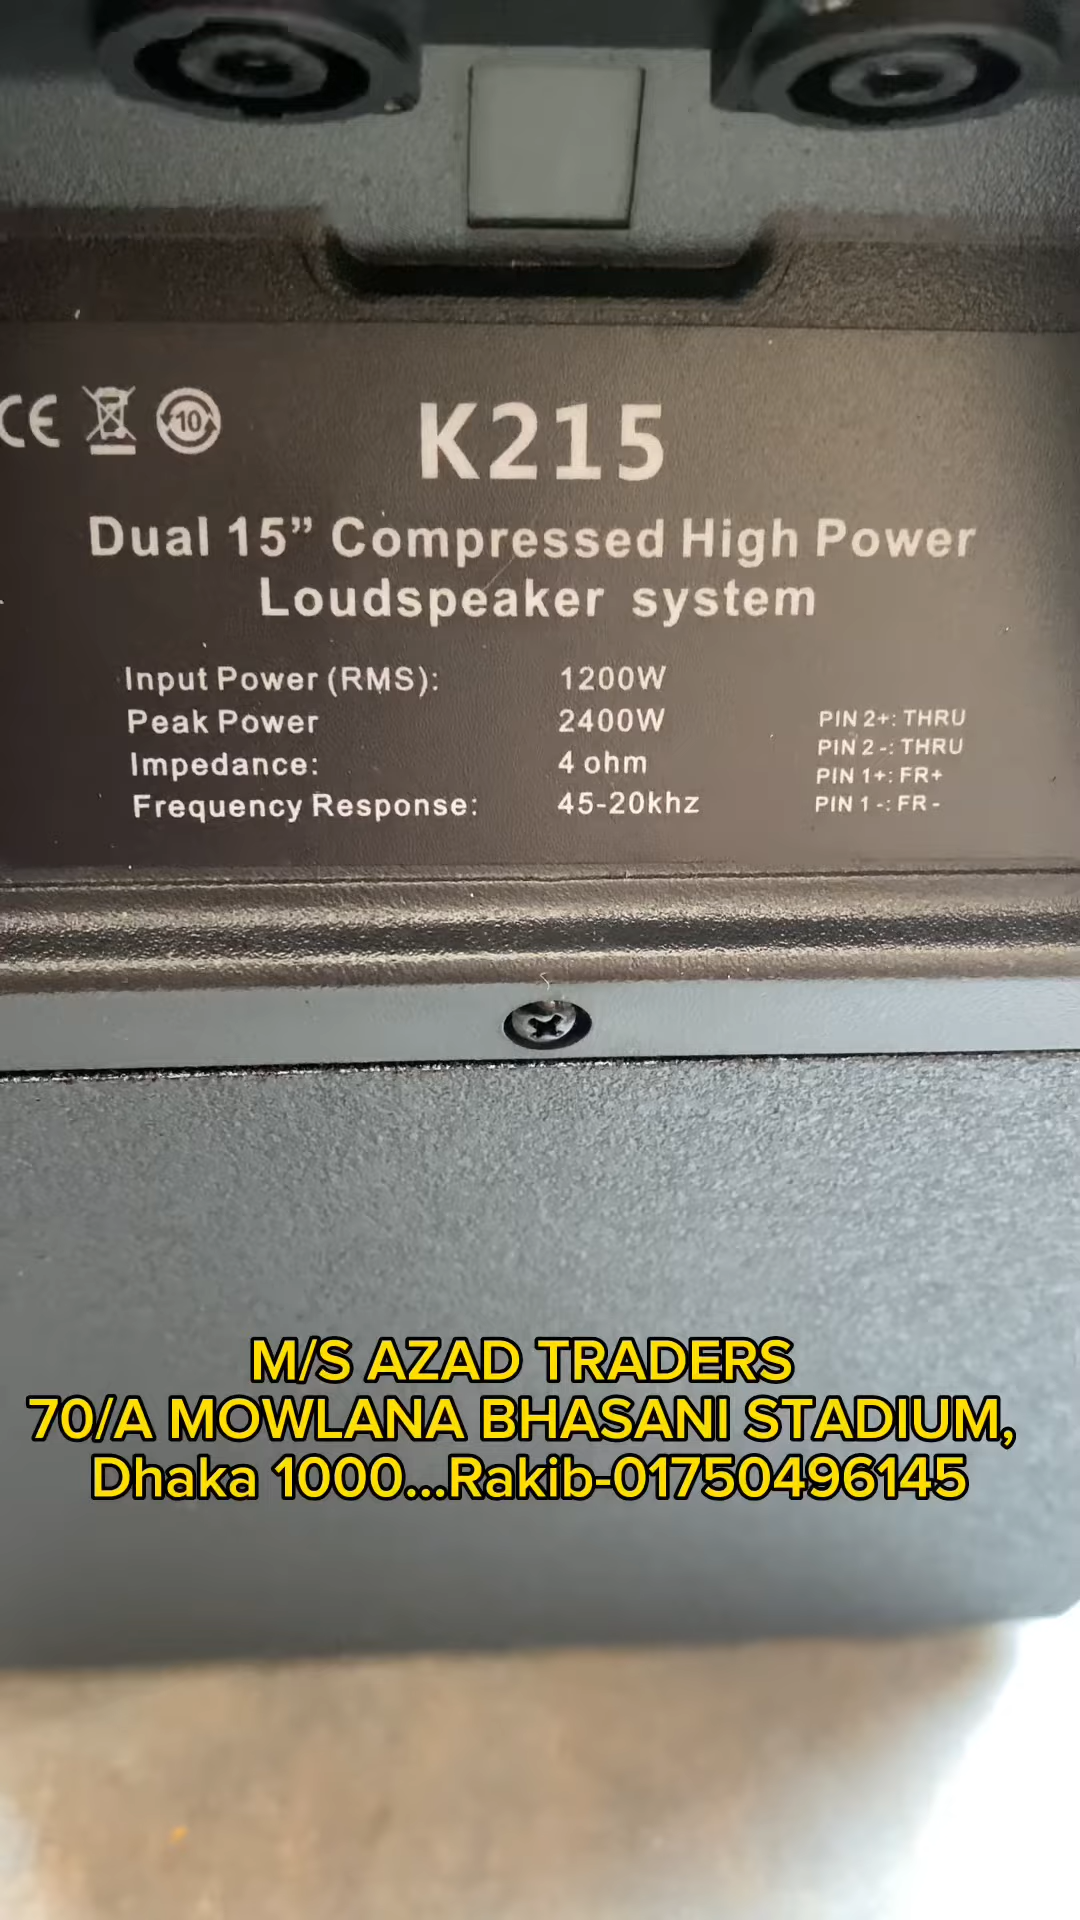 CE 10
K215
Dual 15” Compressed High Power
Loudspeaker system
Input Power (RMS): 1200W
Peak Power 2400W
Impedance: 4 ohm
Frequency Response: 45-20khz
PIN 2+: THRU
PIN 2 -: THRU
PIN 1+: FR+
PIN 1 -: FR -
M/S AZAD TRADERS
70/A MOWLANA BHASANI STADIUM,
Dhaka 1000...Rakib-01750496145